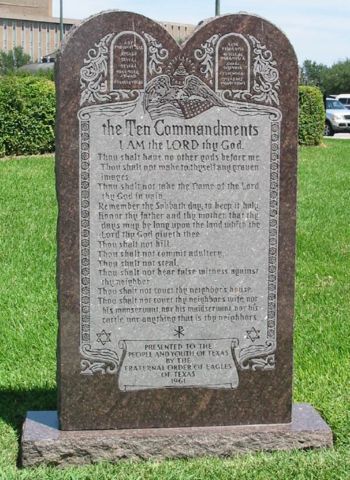 the Ten Commandments
I AM the LORD thy God.
Thou shalt have no other gods before me.
Thou shalt not make to thyself any graven
images.
Thou shalt not take the Name of the Lord
thy God in vain.
Remember the Sabbath day, to keep it holy.
Honor thy father and thy mother, that thy
days may be long upon the land which the
Lord thy God giveth thee.
Thou shalt not kill.
Thou shalt not commit adultery.
Thou shalt not steal.
Thou shalt not bear false witness against
thy neighbor.
Thou shalt not covet thy neighbor's house.
Thou shalt not covet thy neighbor's wife, nor
his manservant nor his maidservant, nor his
cattle nor anything that is thy neighbor's.
PRESENTED TO THE
PEOPLE AND YOUTH OF TEXAS
BY THE
FRATERNAL ORDER OF EAGLES
OF TEXAS
1961